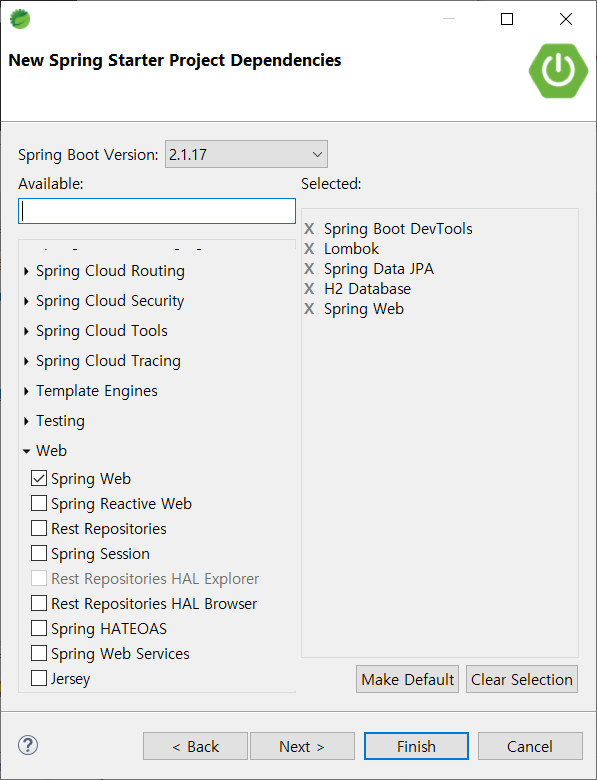 New Spring Starter Project Dependencies
Spring Boot Version: 2.1.17
Available:
Selected:
Spring Cloud Routing
Spring Cloud Security
Spring Cloud Tools
Spring Cloud Tracing
Template Engines
Testing
Web
Spring Web
Spring Reactive Web
Rest Repositories
Spring Session
Rest Repositories HAL Explorer
Rest Repositories HAL Browser
Spring HATEOAS
Spring Web Services
Jersey
X Spring Boot DevTools
X Lombok
X Spring Data JPA
X H2 Database
X Spring Web
Make Default Clear Selection
? < Back Next > Finish Cancel